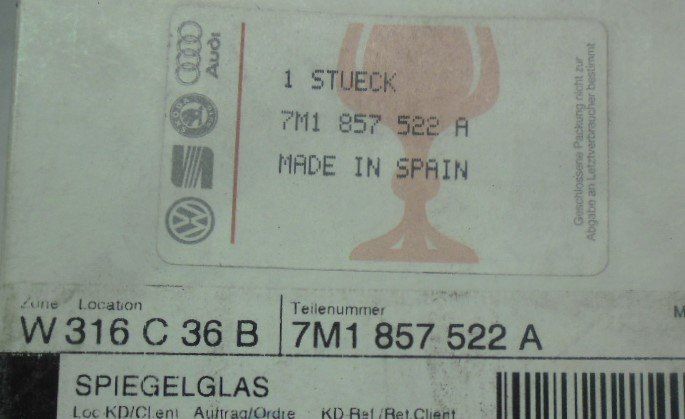 Audi
SKODA
1 STUECK
7M1 857 522 A
MADE IN SPAIN
Geschlossene Packung nicht zur
Abgabe an Letztverbraucher bestimmt
Zone Location
W 316 C 36 B
Teilenummer
7M1 857 522 A
M
SPIEGELGLAS
Loc KD/Client Auftrag/Ordre KD-Ref./Ref.Client